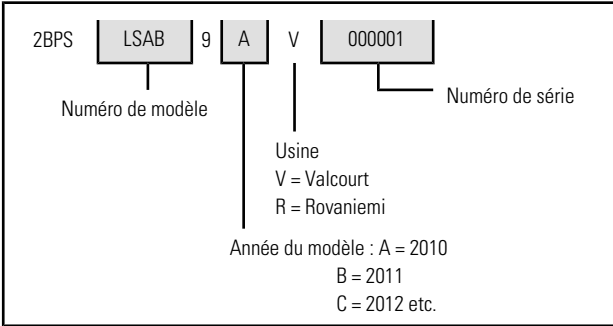 2BPS LSAB 9 A V 000001
Numéro de modèle
Numéro de série
Usine
V = Valcourt
R = Rovaniemi
Année du modèle : A = 2010
B = 2011
C = 2012 etc.